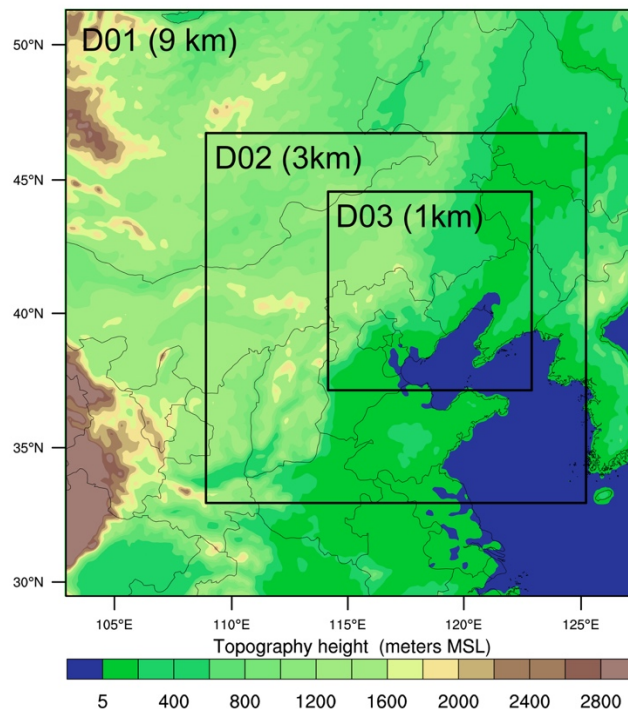 D01 (9 km)
D02 (3km)
D03 (1km)
50°N
45°N
40°N
35°N
30°N
105°E 110°E 115°E 120°E 125°E
Topography height (meters MSL)
5 400 800 1200 1600 2000 2400 2800